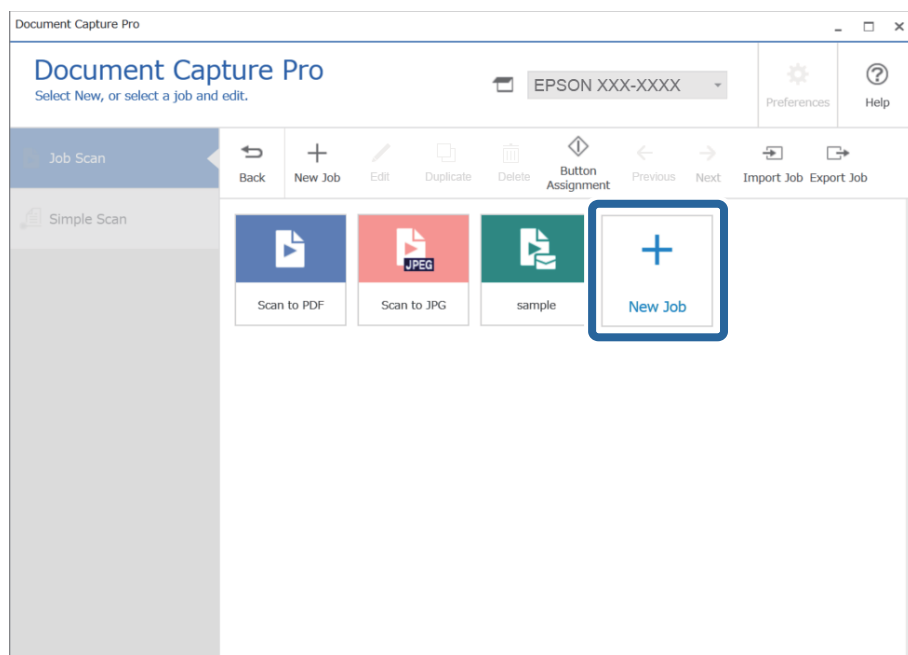 Document Capture Pro
Document Capture Pro
Select New, or select a job and edit.
EPSON XXX-XXXX
Preferences
Help
Job Scan
Simple Scan
Back
New Job
Edit
Duplicate
Delete
Button
Assignment
Previous
Next
Import Job
Export Job
Scan to PDF
JPEG
Scan to JPG
sample
New Job